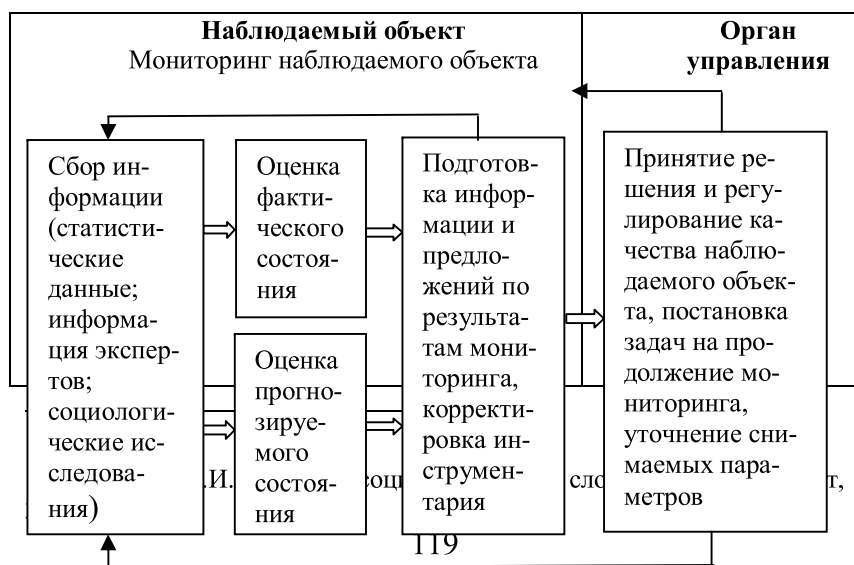 Наблюдаемый объект
Мониторинг наблюдаемого объекта
Орган
управления
Сбор ин-
формации
(статисти-
ческие
данные;
информа-
ция экспер-
тов;
социологи-
ческие ис-
следова-
ния)
Оценка
факти-
ческого
состоя-
ния
Оценка
прогно-
зируе-
мого
состоя-
ния
Подготов-
ка инфор-
мации и
предло-
жений по
результа-
там мони-
торинга,
корректи-
ровка ин-
струмен-
тария
Принятие ре-
шения и регу-
лирование ка-
чества наблю-
даемого объек-
та, постановка
задач на про-
должение мо-
ниторинга,
уточнение сни-
маемых пара-
метров
119